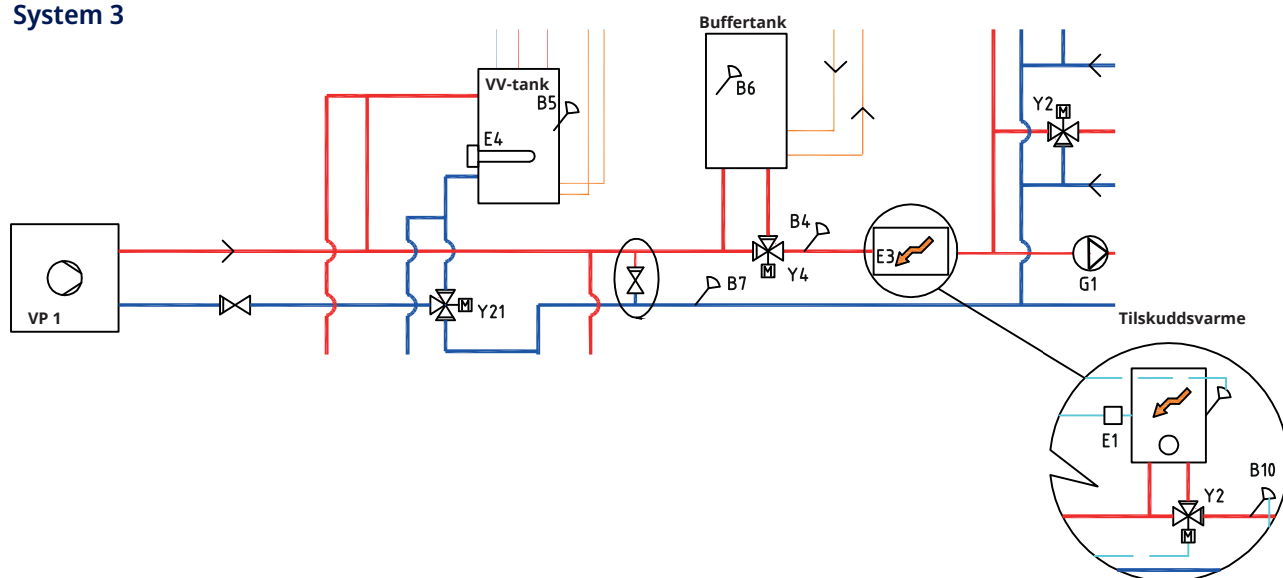 System 3
Buffertank
VV-tank
B5
B6
E4
Y2
B4
E3
Y4
G1
B7
VP 1
Y21
Tilskuddsvarme
E1
B10
Y2
M
M
M
M